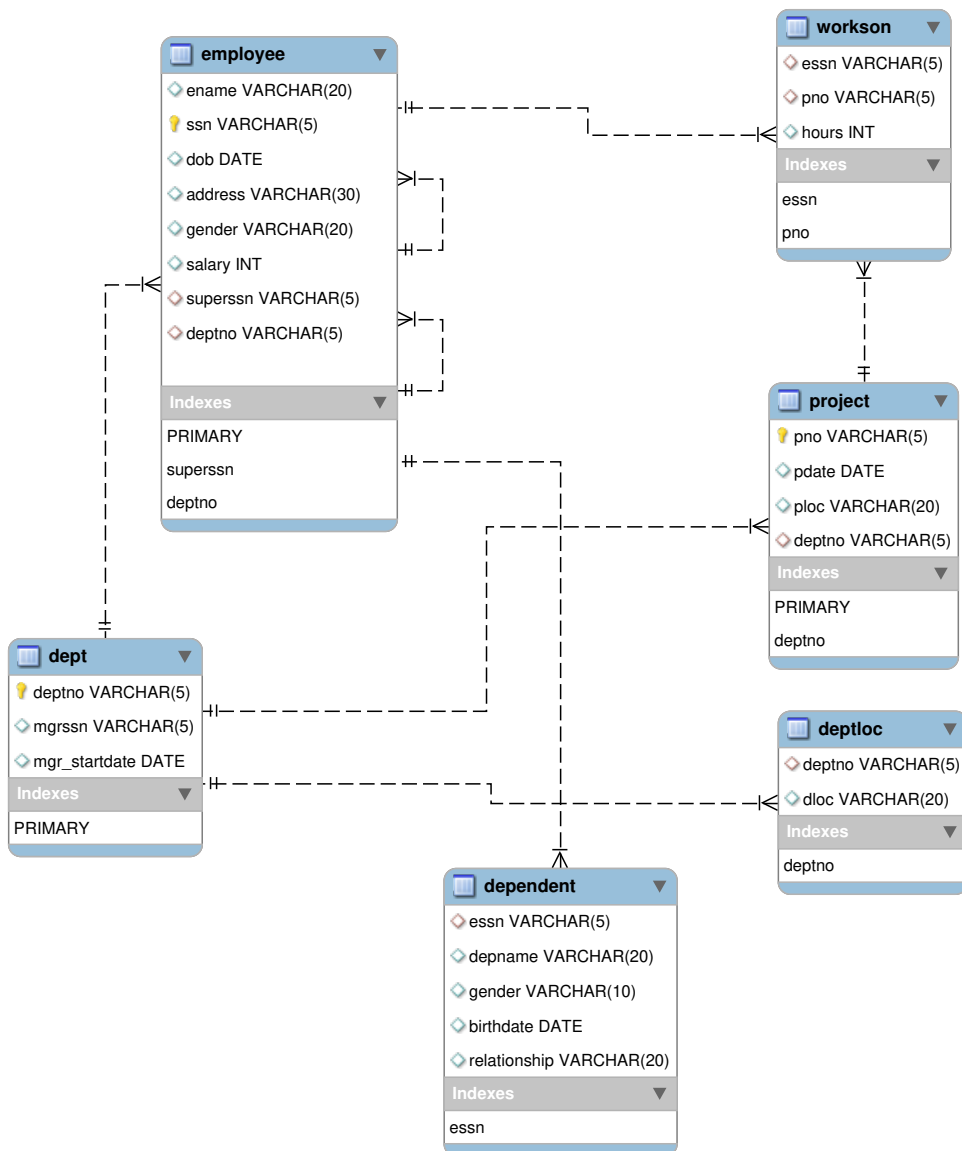 employee
ename VARCHAR(20)
ssn VARCHAR(5)
dob DATE
address VARCHAR(30)
gender VARCHAR(20)
salary INT
superssn VARCHAR(5)
deptno VARCHAR(5)
Indexes
PRIMARY
superssn
deptno
workson
essn VARCHAR(5)
pno VARCHAR(5)
hours INT
Indexes
essn
pno
project
pno VARCHAR(5)
pdate DATE
ploc VARCHAR(20)
deptno VARCHAR(5)
Indexes
PRIMARY
deptno
dept
deptno VARCHAR(5)
mgrssn VARCHAR(5)
mgr_startdate DATE
Indexes
PRIMARY
deptloc
deptno VARCHAR(5)
dloc VARCHAR(20)
Indexes
deptno
dependent
essn VARCHAR(5)
depname VARCHAR(20)
gender VARCHAR(10)
birthdate DATE
relationship VARCHAR(20)
Indexes
essn